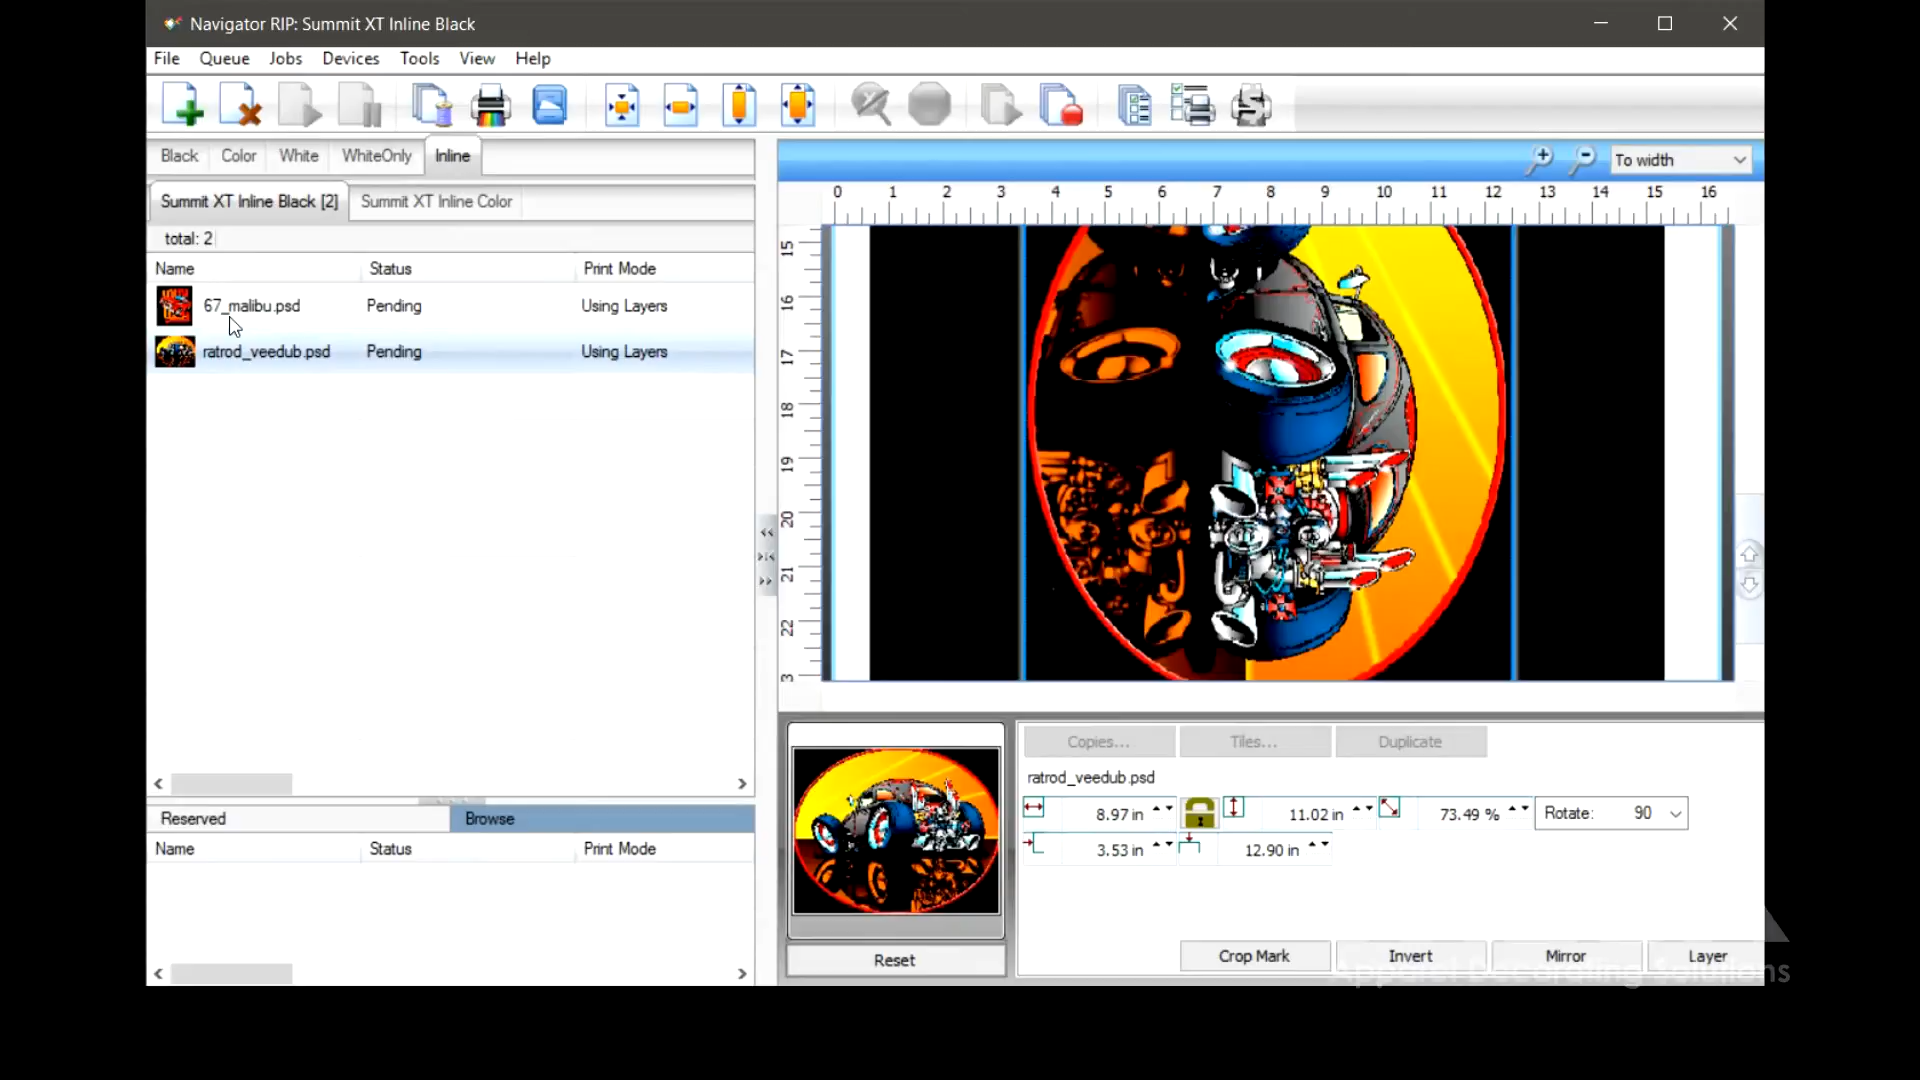 Navigator RIP: Summit XT Inline Black
File Queue Jobs Devices Tools View Help
Black Color White WhiteOnly Inline
To width
Summit XT Inline Black [2] Summit XT Inline Color
0 1 2 3 4 5 6 7 8 9 10 11 12 13 14 15 16
total: 2
Name Status Print Mode
67_malibu.psd Pending Using Layers
ratrod_veedub.psd Pending Using Layers
15
16
17
18
19
20
21
22
3
Reserved Browse
Name Status Print Mode
Copies... Tiles... Duplicate
ratrod_veedub.psd
8.97 in 11.02 in 73.49 % Rotate: 90
3.53 in 12.90 in
Reset
Crop Mark Invert Mirror Layer
Apparel Decorating Solutions